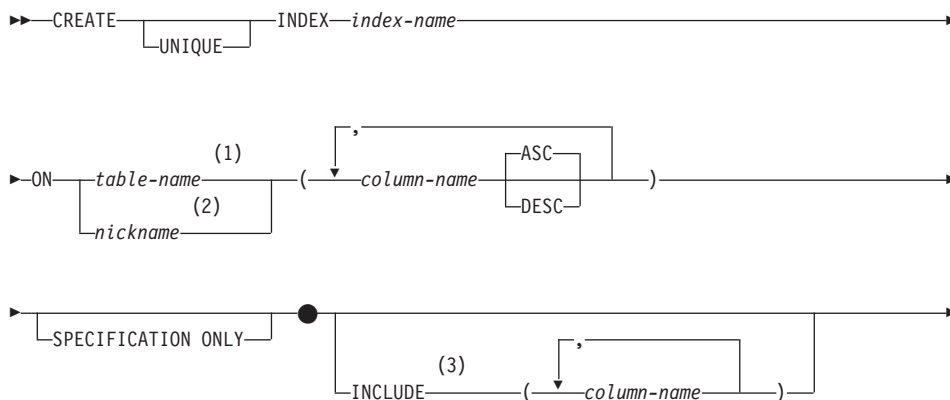 CREATE INDEX index-name
UNIQUE
,
(1)
ON table-name ( column-name ASC )
(2) DESC
nickname
SPECIFICATION ONLY
,
(3)
INCLUDE ( column-name )